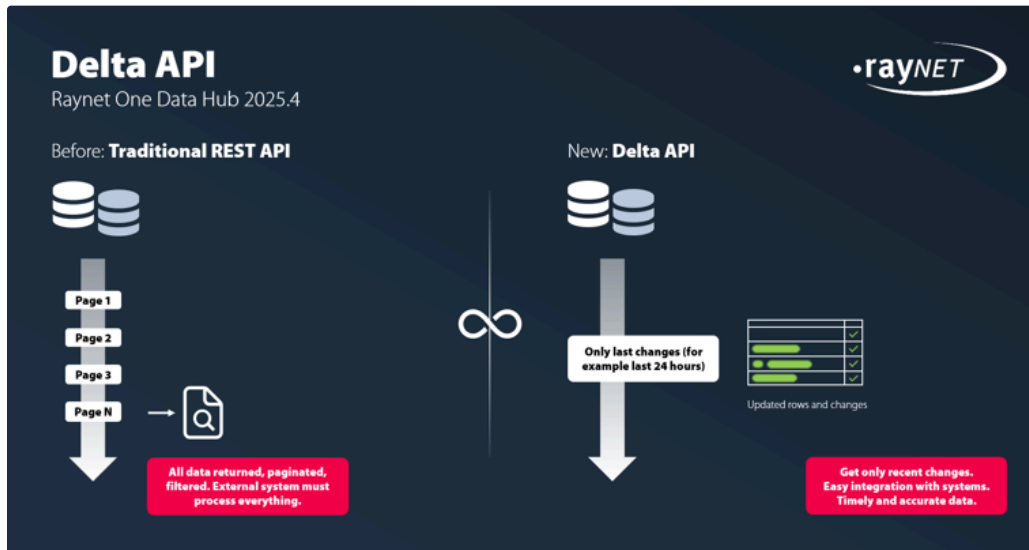 Delta API
Raynet One Data Hub 2025.4
•rayNET
Before: Traditional REST API
Page 1
Page 2
Page 3
Page N
All data returned, paginated,
filtered. External system must
process everything.
New: Delta API
Only last changes (for
example last 24 hours)
Updated rows and changes
Get only recent changes.
Easy integration with systems.
Timely and accurate data.